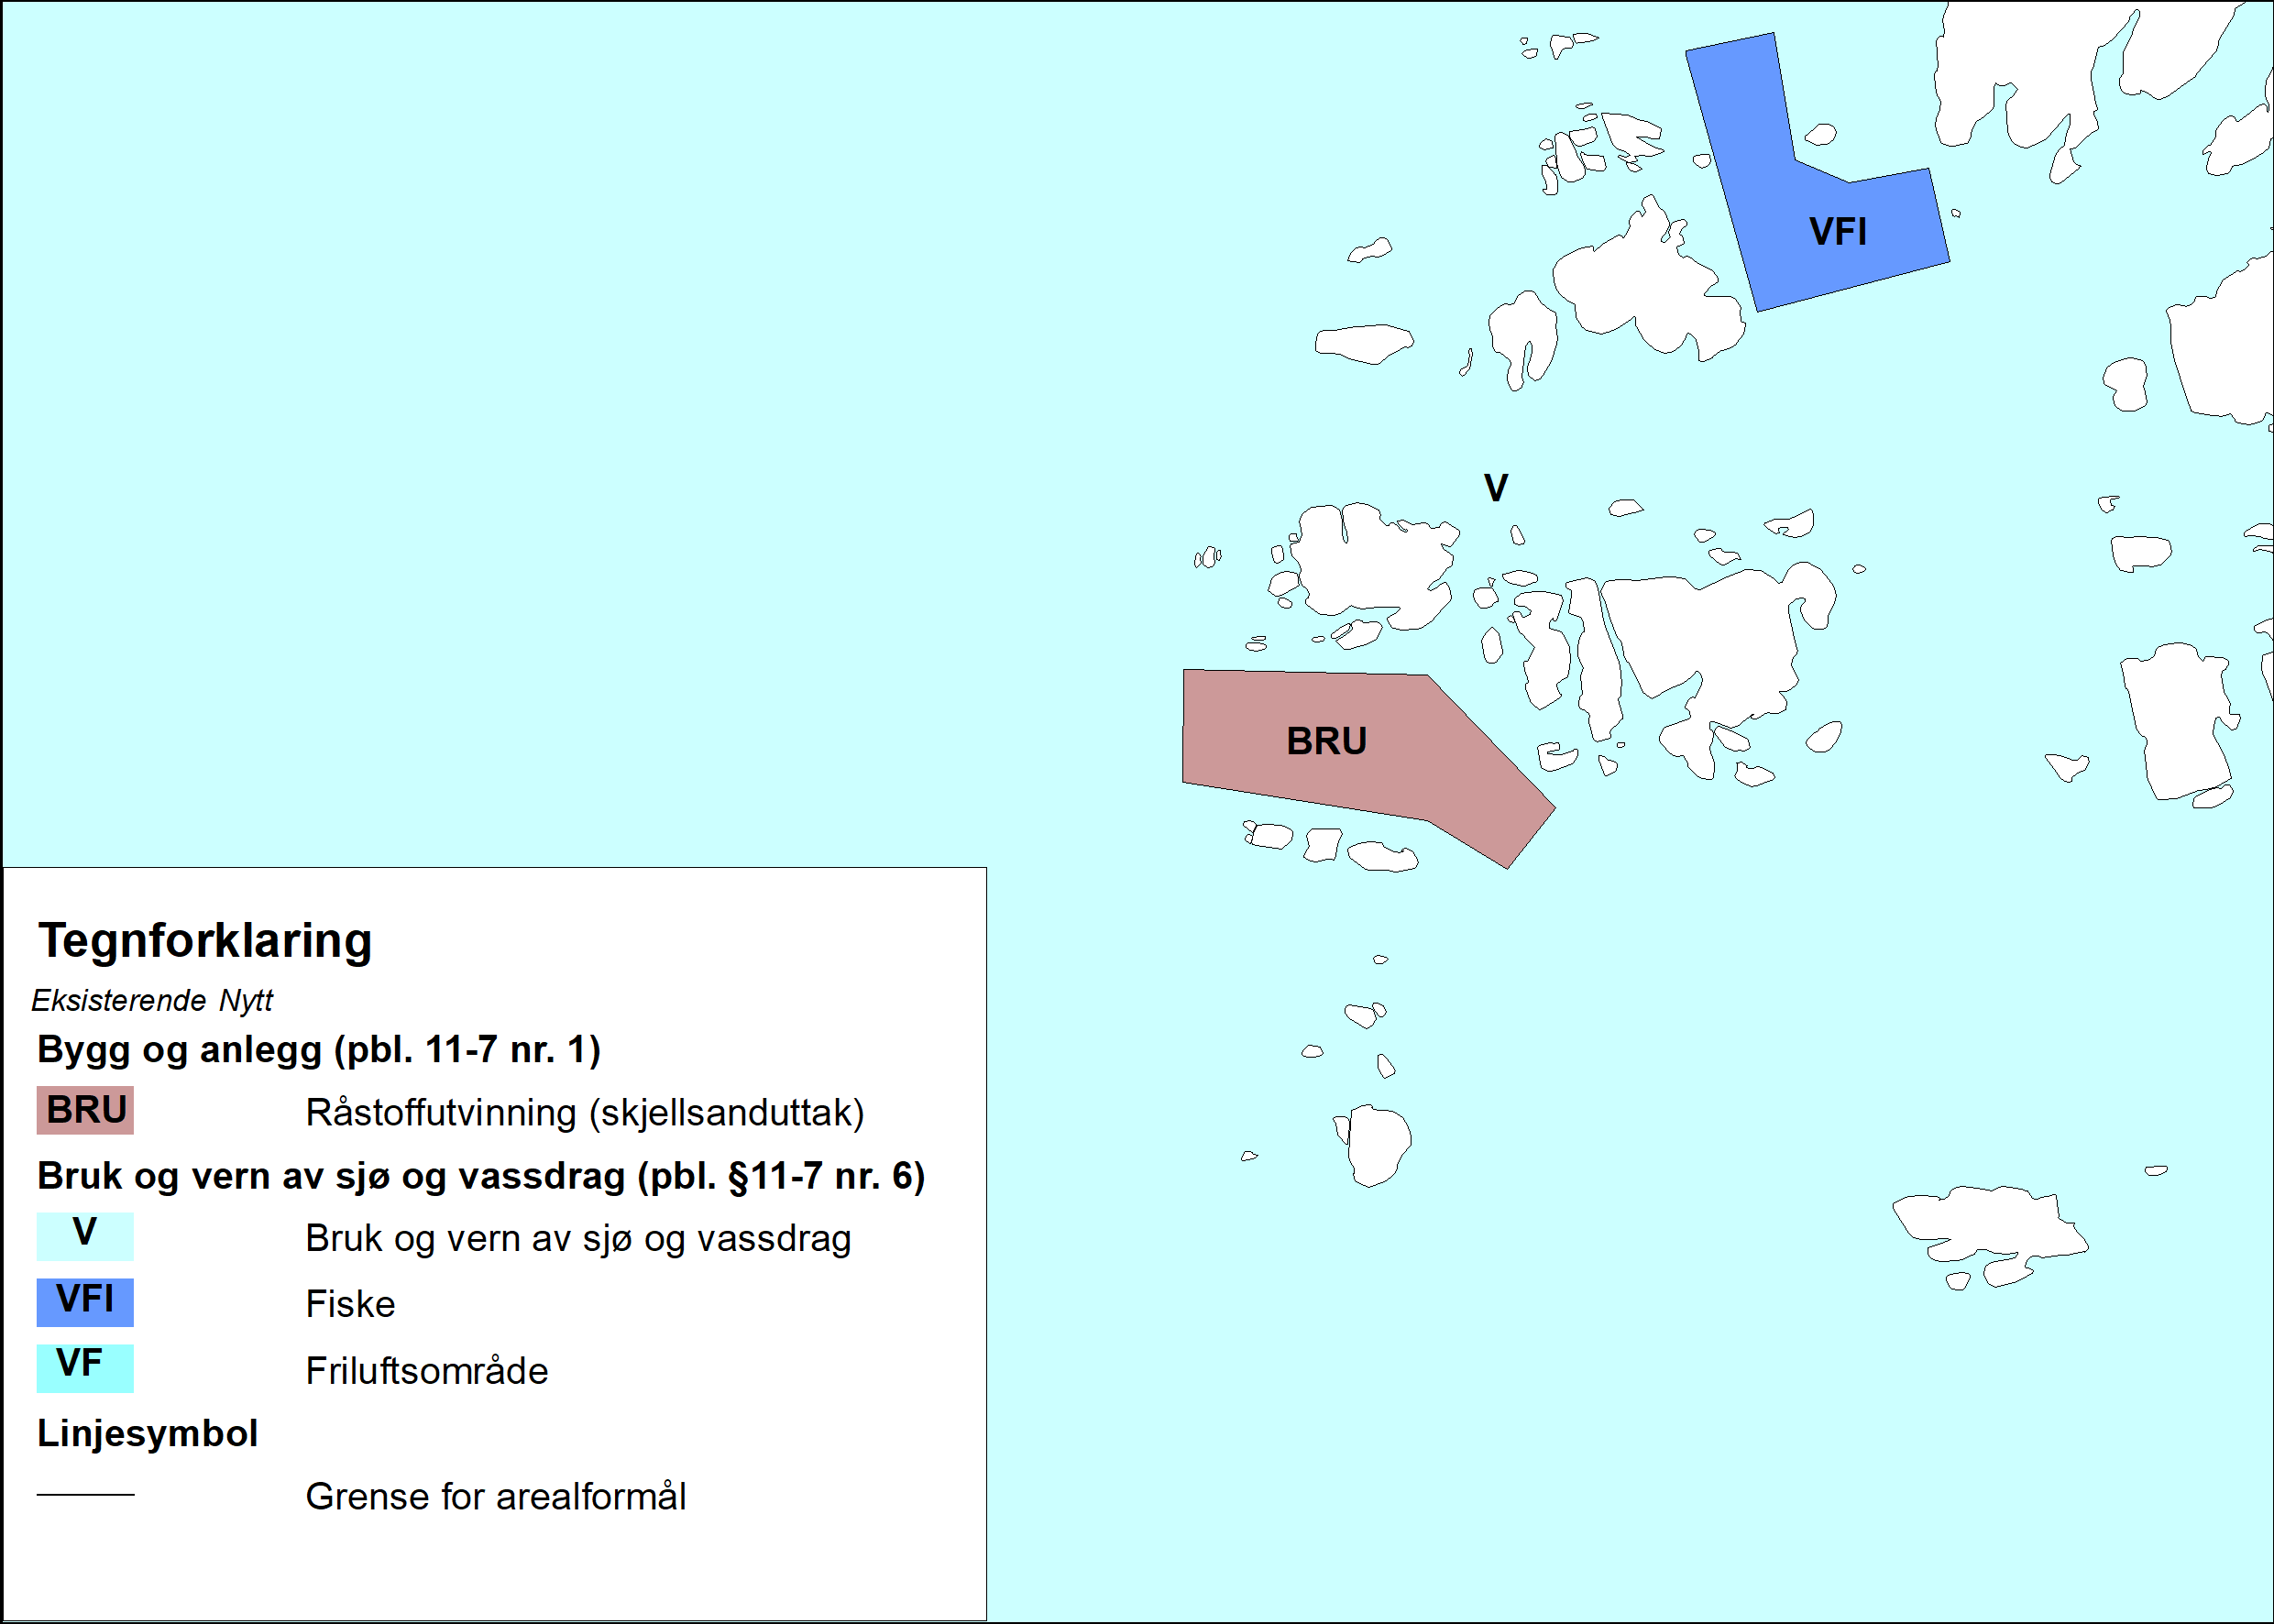 VFI
V
BRU
Tegnforklaring
Eksisterende Nytt
Bygg og anlegg (pbl. 11-7 nr. 1)
BRU Råstoffutvinning (skjellsanduttak)
Bruk og vern av sjø og vassdrag (pbl. §11-7 nr. 6)
V Bruk og vern av sjø og vassdrag
VFI Fiske
VF Friluftsområde
Linjesymbol
Grense for arealformål